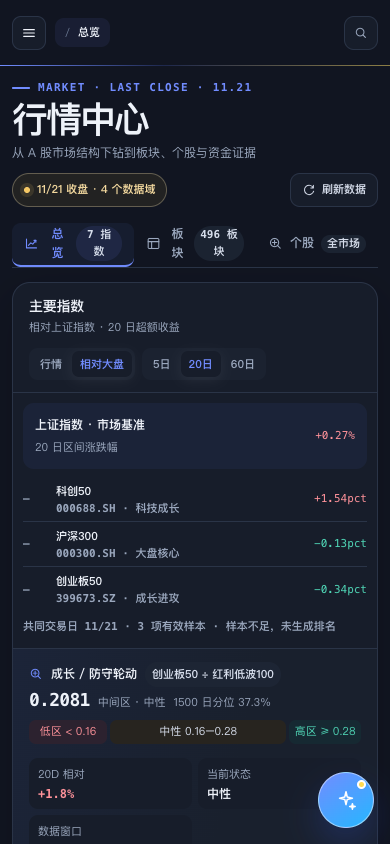 / 总览
MARKET · LAST CLOSE · 11.21
行情中心
从 A 股市场结构下钻到板块、个股与资金证据
11/21 收盘 · 4 个数据域
刷新数据
总览 7 指数
板块 496 板块
个股 全市场
主要指数
相对上证指数 · 20 日超额收益
行情 相对大盘 5日 20日 60日
上证指数 · 市场基准
20 日区间涨跌幅
+0.27%
— 科创50
000688.SH · 科技成长
+1.54pct
— 沪深300
000300.SH · 大盘核心
−0.13pct
— 创业板50
399673.SZ · 成长进攻
−0.34pct
共同交易日 11/21 · 3 项有效样本 · 样本不足，未生成排名
成长 / 防守轮动 创业板50 ÷ 红利低波100
0.2081 中间区 · 中性 1500 日分位 37.3%
低区 < 0.16 中性 0.16—0.28 高区 ≥ 0.28
20D 相对
+1.8%
当前状态
中性
数据窗口